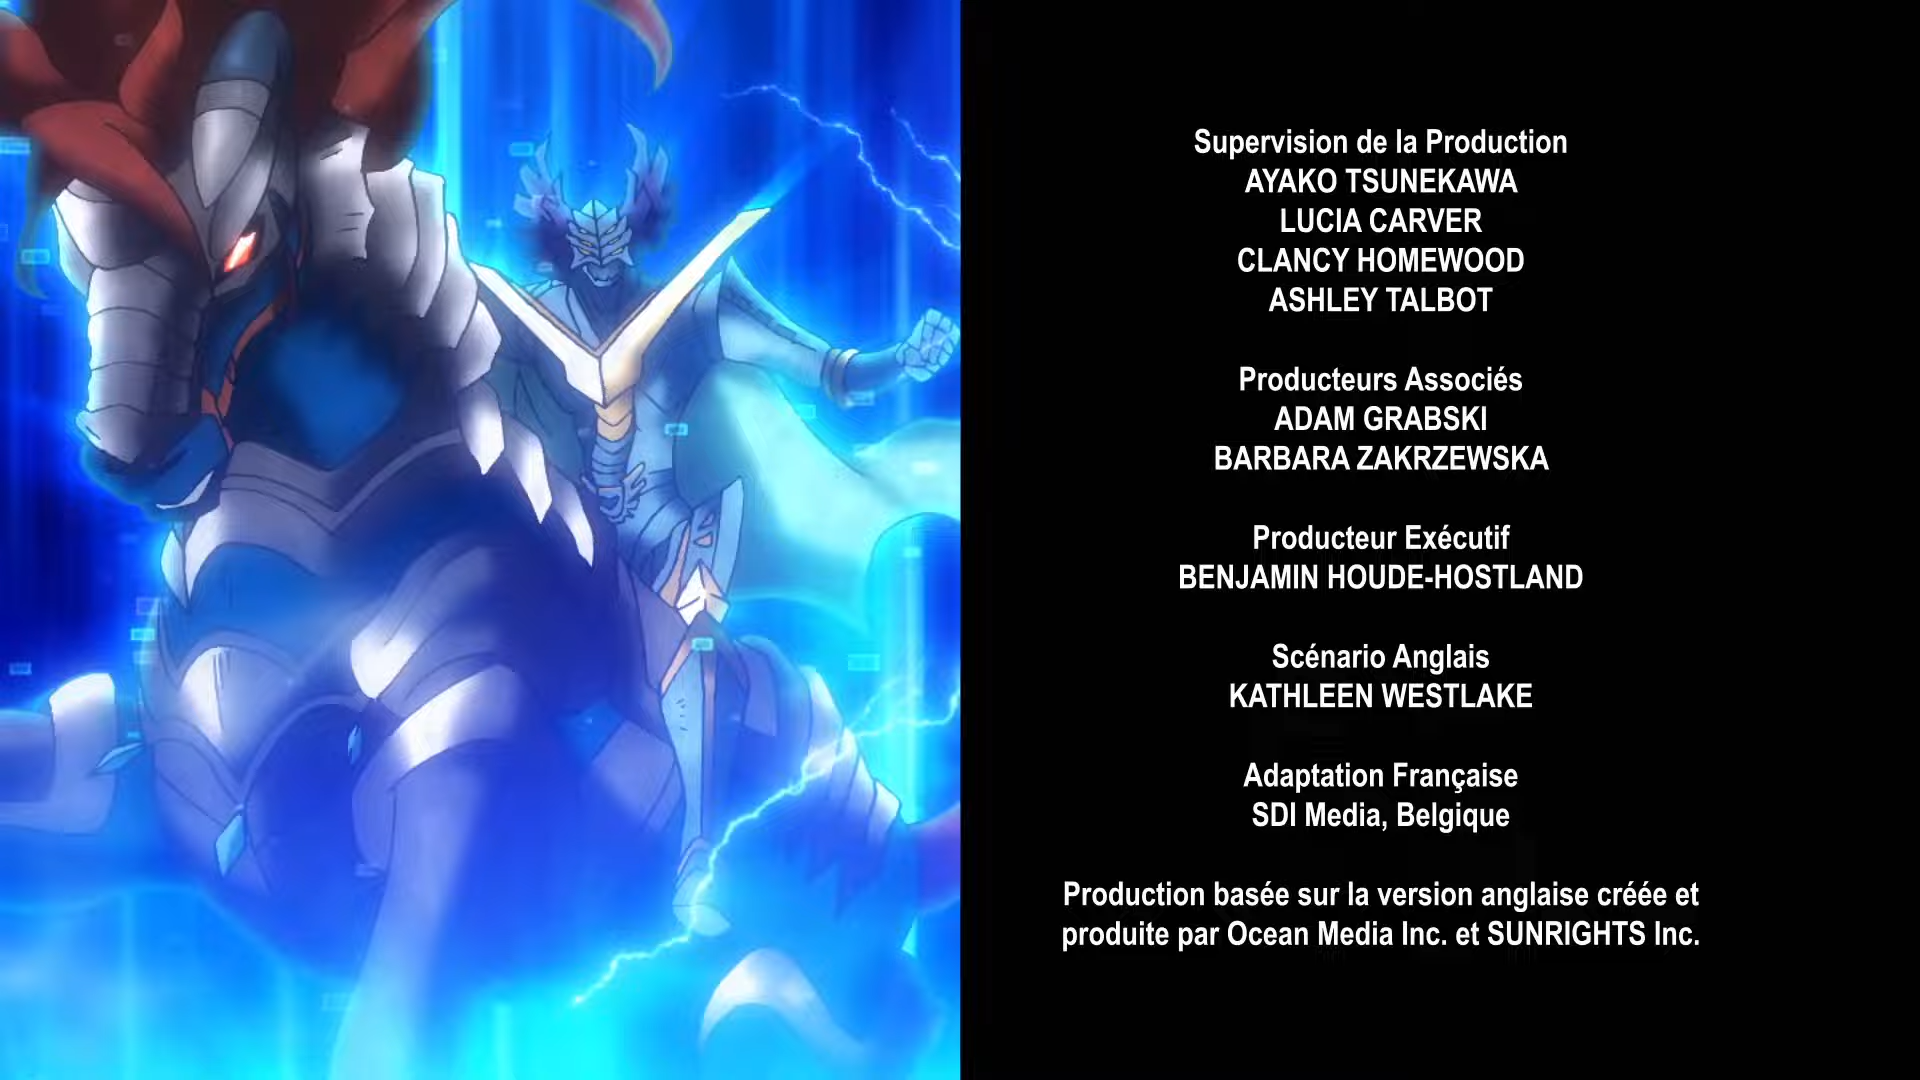 Supervision de la Production
AYAKO TSUNEKAWA
LUCIA CARVER
CLANCY HOMEWOOD
ASHLEY TALBOT
Producteurs Associés
ADAM GRABSKI
BARBARA ZAKRZEWSKA
Producteur Exécutif
BENJAMIN HOUDE-HOSTLAND
Scénario Anglais
KATHLEEN WESTLAKE
Adaptation Française
SDI Media, Belgique
Production basée sur la version anglaise créée et
produite par Ocean Media Inc. et SUNRIGHTS Inc.